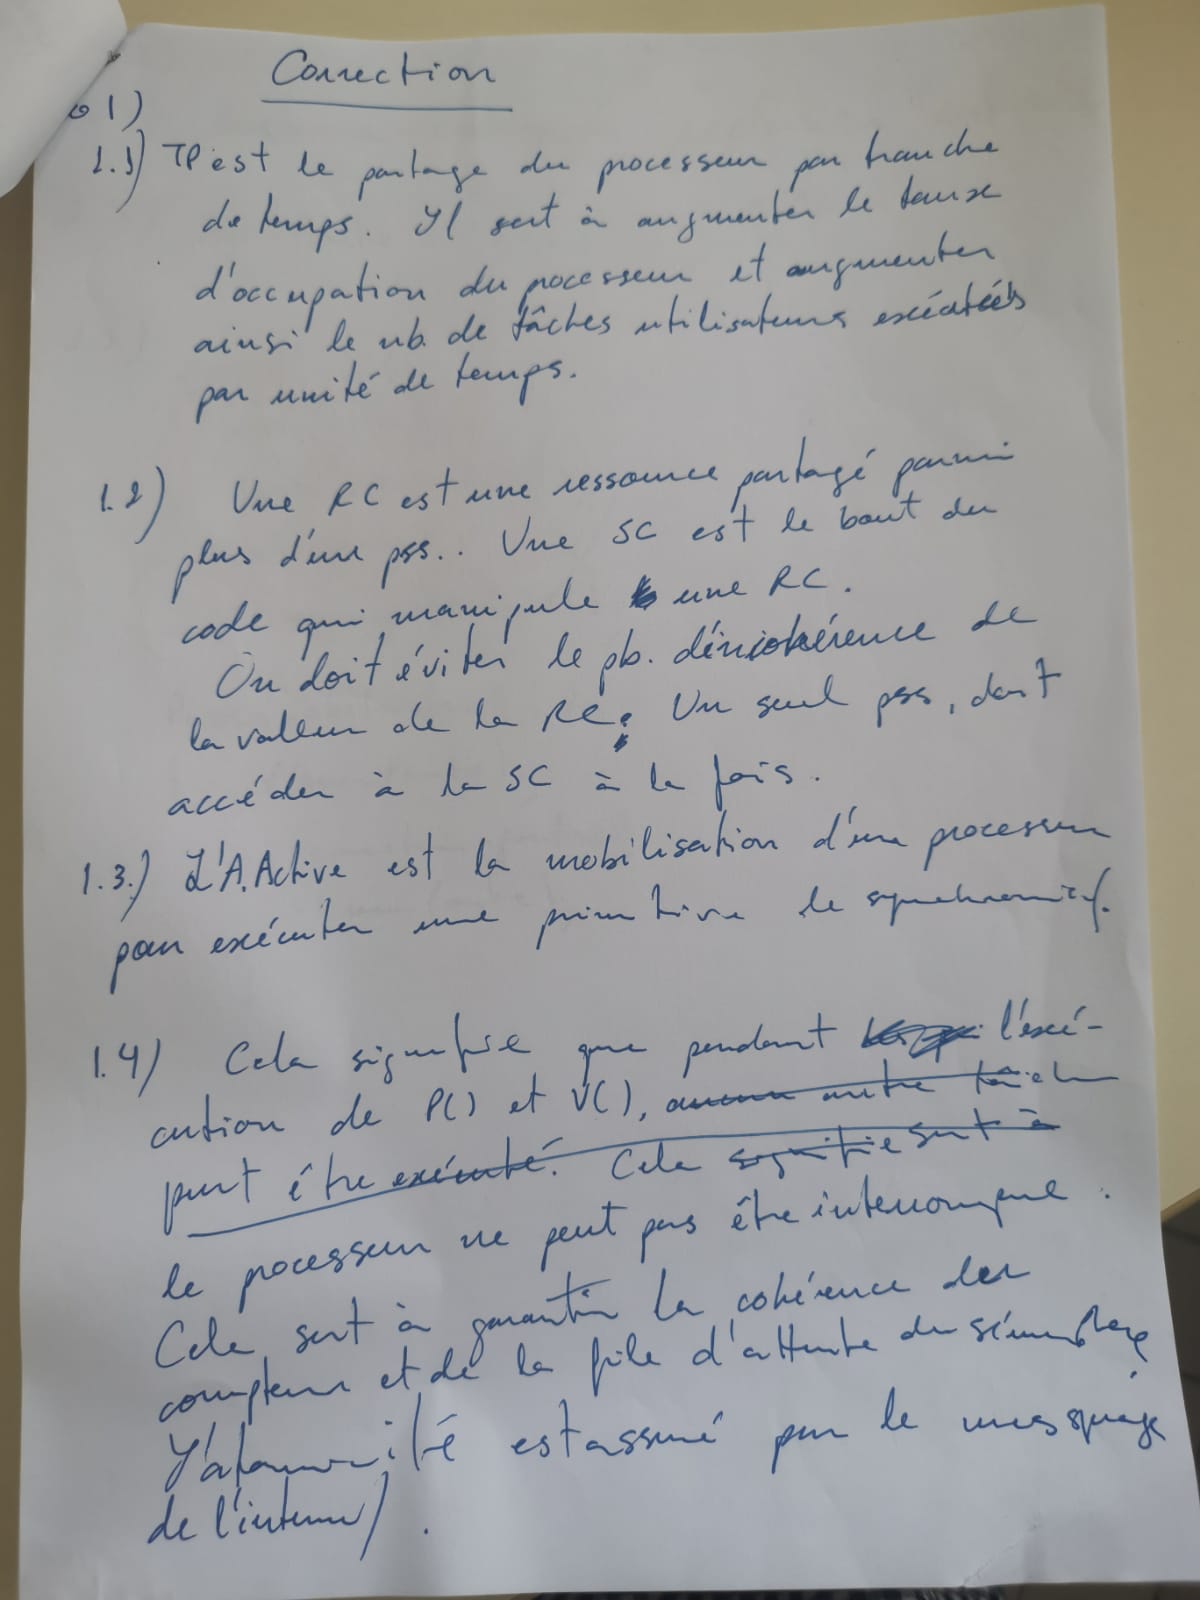 Correction
1)
1.1) TP est le partage du processeur par tranche
de temps. Il sert à augmenter le taux
d'occupation du processeur et augmenter
ainsi le nb. de tâches utilisateurs exécutés
par unité de temps.
1.2) Une RC est une ressource partagé parmi
plus d'un pss.. Une SC est le bout du
code qui manipule une RC.
On doit éviter le pb. d'incohérence de
la valeur de la RC. Un seul pss, doit
accéder à la SC à la fois.
1.3.) L'A.Active est la mobilisation d'un processeur
pour exécuter une primitive de synchronis/.
1.4) Cela signifie que pendant l'exé-
cution de P() et V(), aucune autre tâche
peut être exécuté. Cela signifie sert à
le processeur ne peut pas être interrompue.
Cela sert à garantir la cohérence des
compteur et de la file d'attente du sémaphore
L'atomicité est assuré par le masquage
de l'interru/.